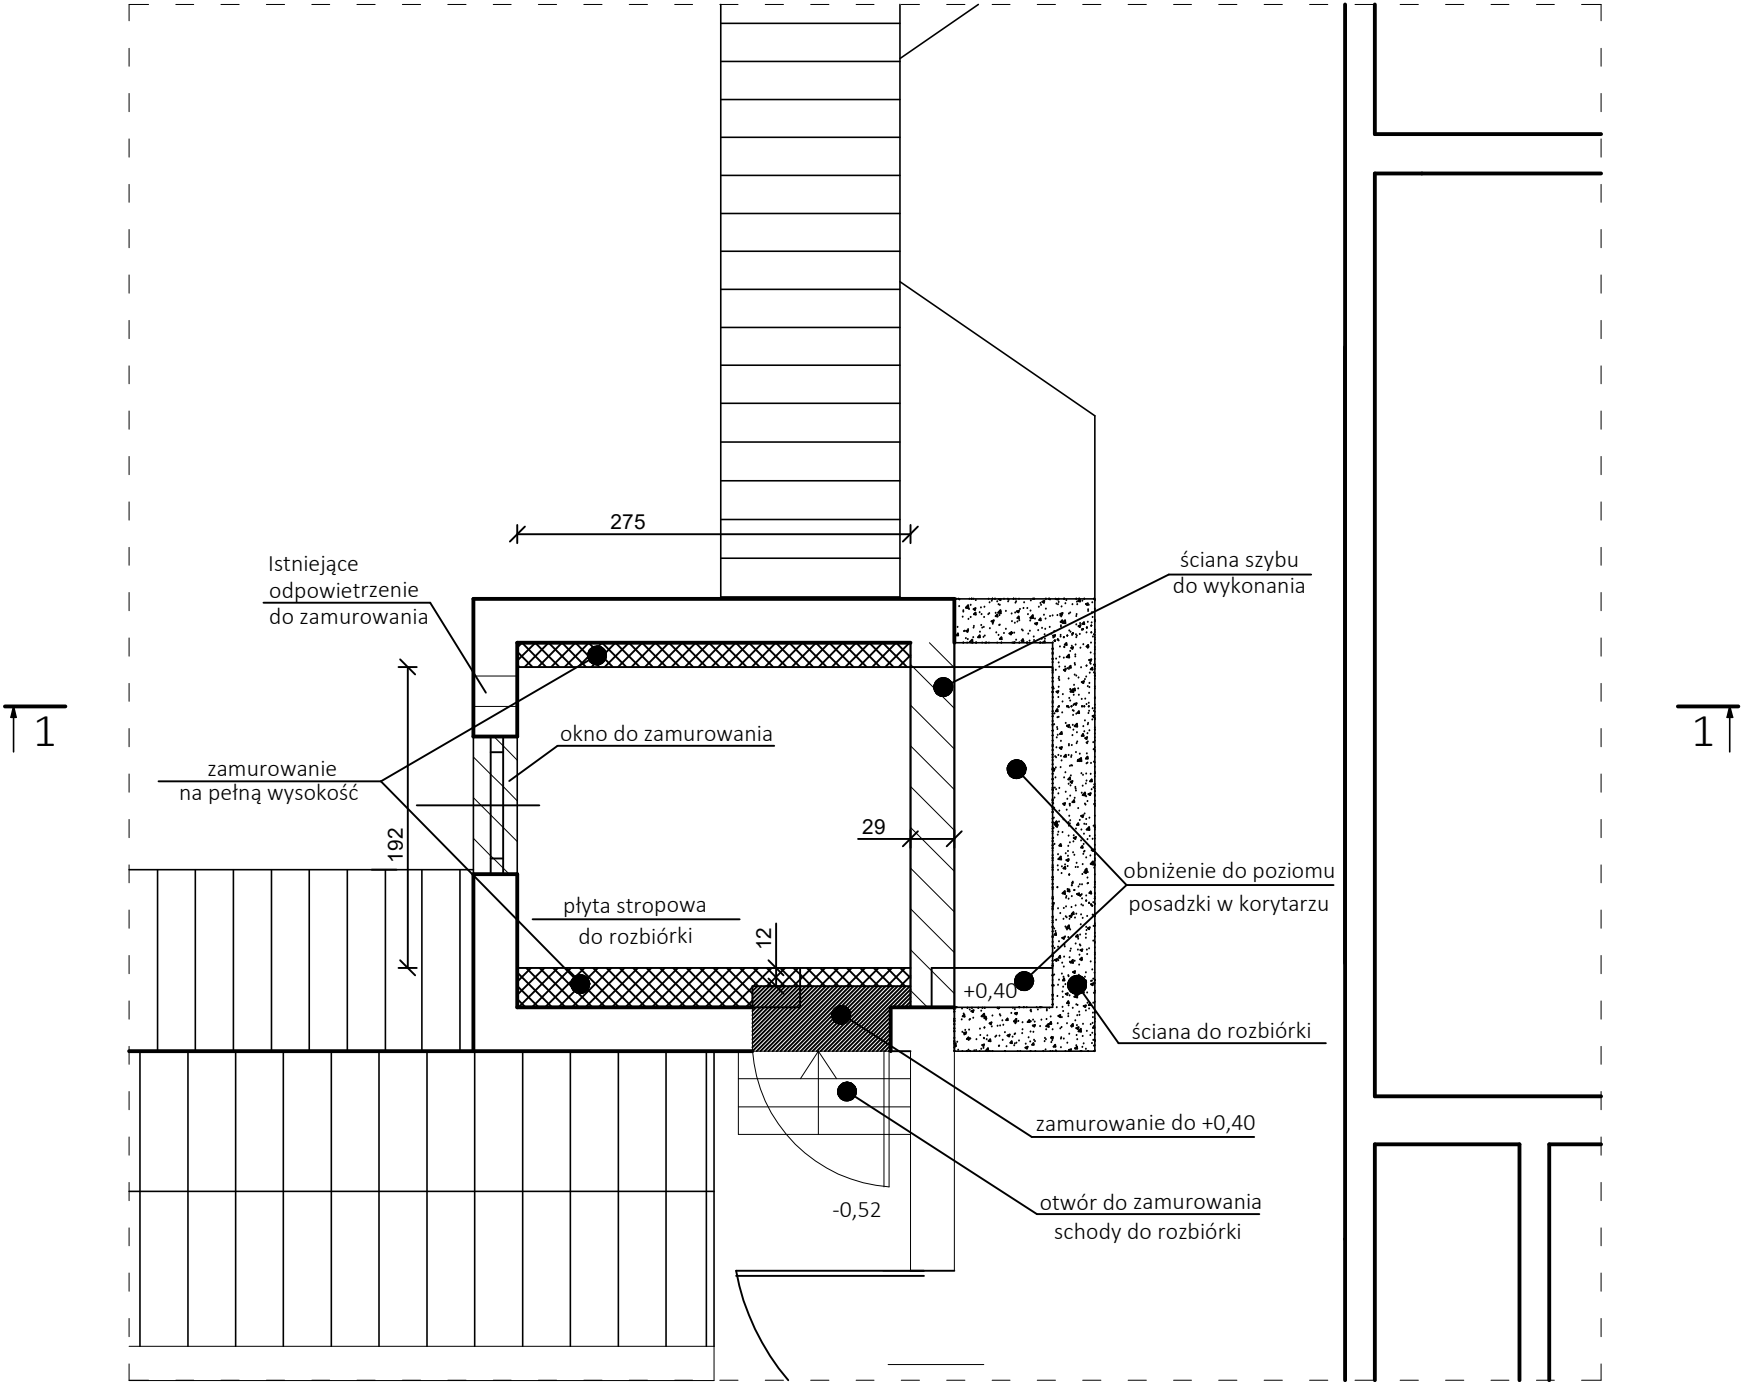 275
Istniejące
odpowietrzenie
do zamurowania
ściana szybu
do wykonania
1
1
okno do zamurowania
zamurowanie
na pełną wysokość
192
29
obniżenie do poziomu
posadzki w korytarzu
płyta stropowa
do rozbiórki
12
+0,40
ściana do rozbiórki
zamurowanie do +0,40
otwór do zamurowania
schody do rozbiórki
-0,52